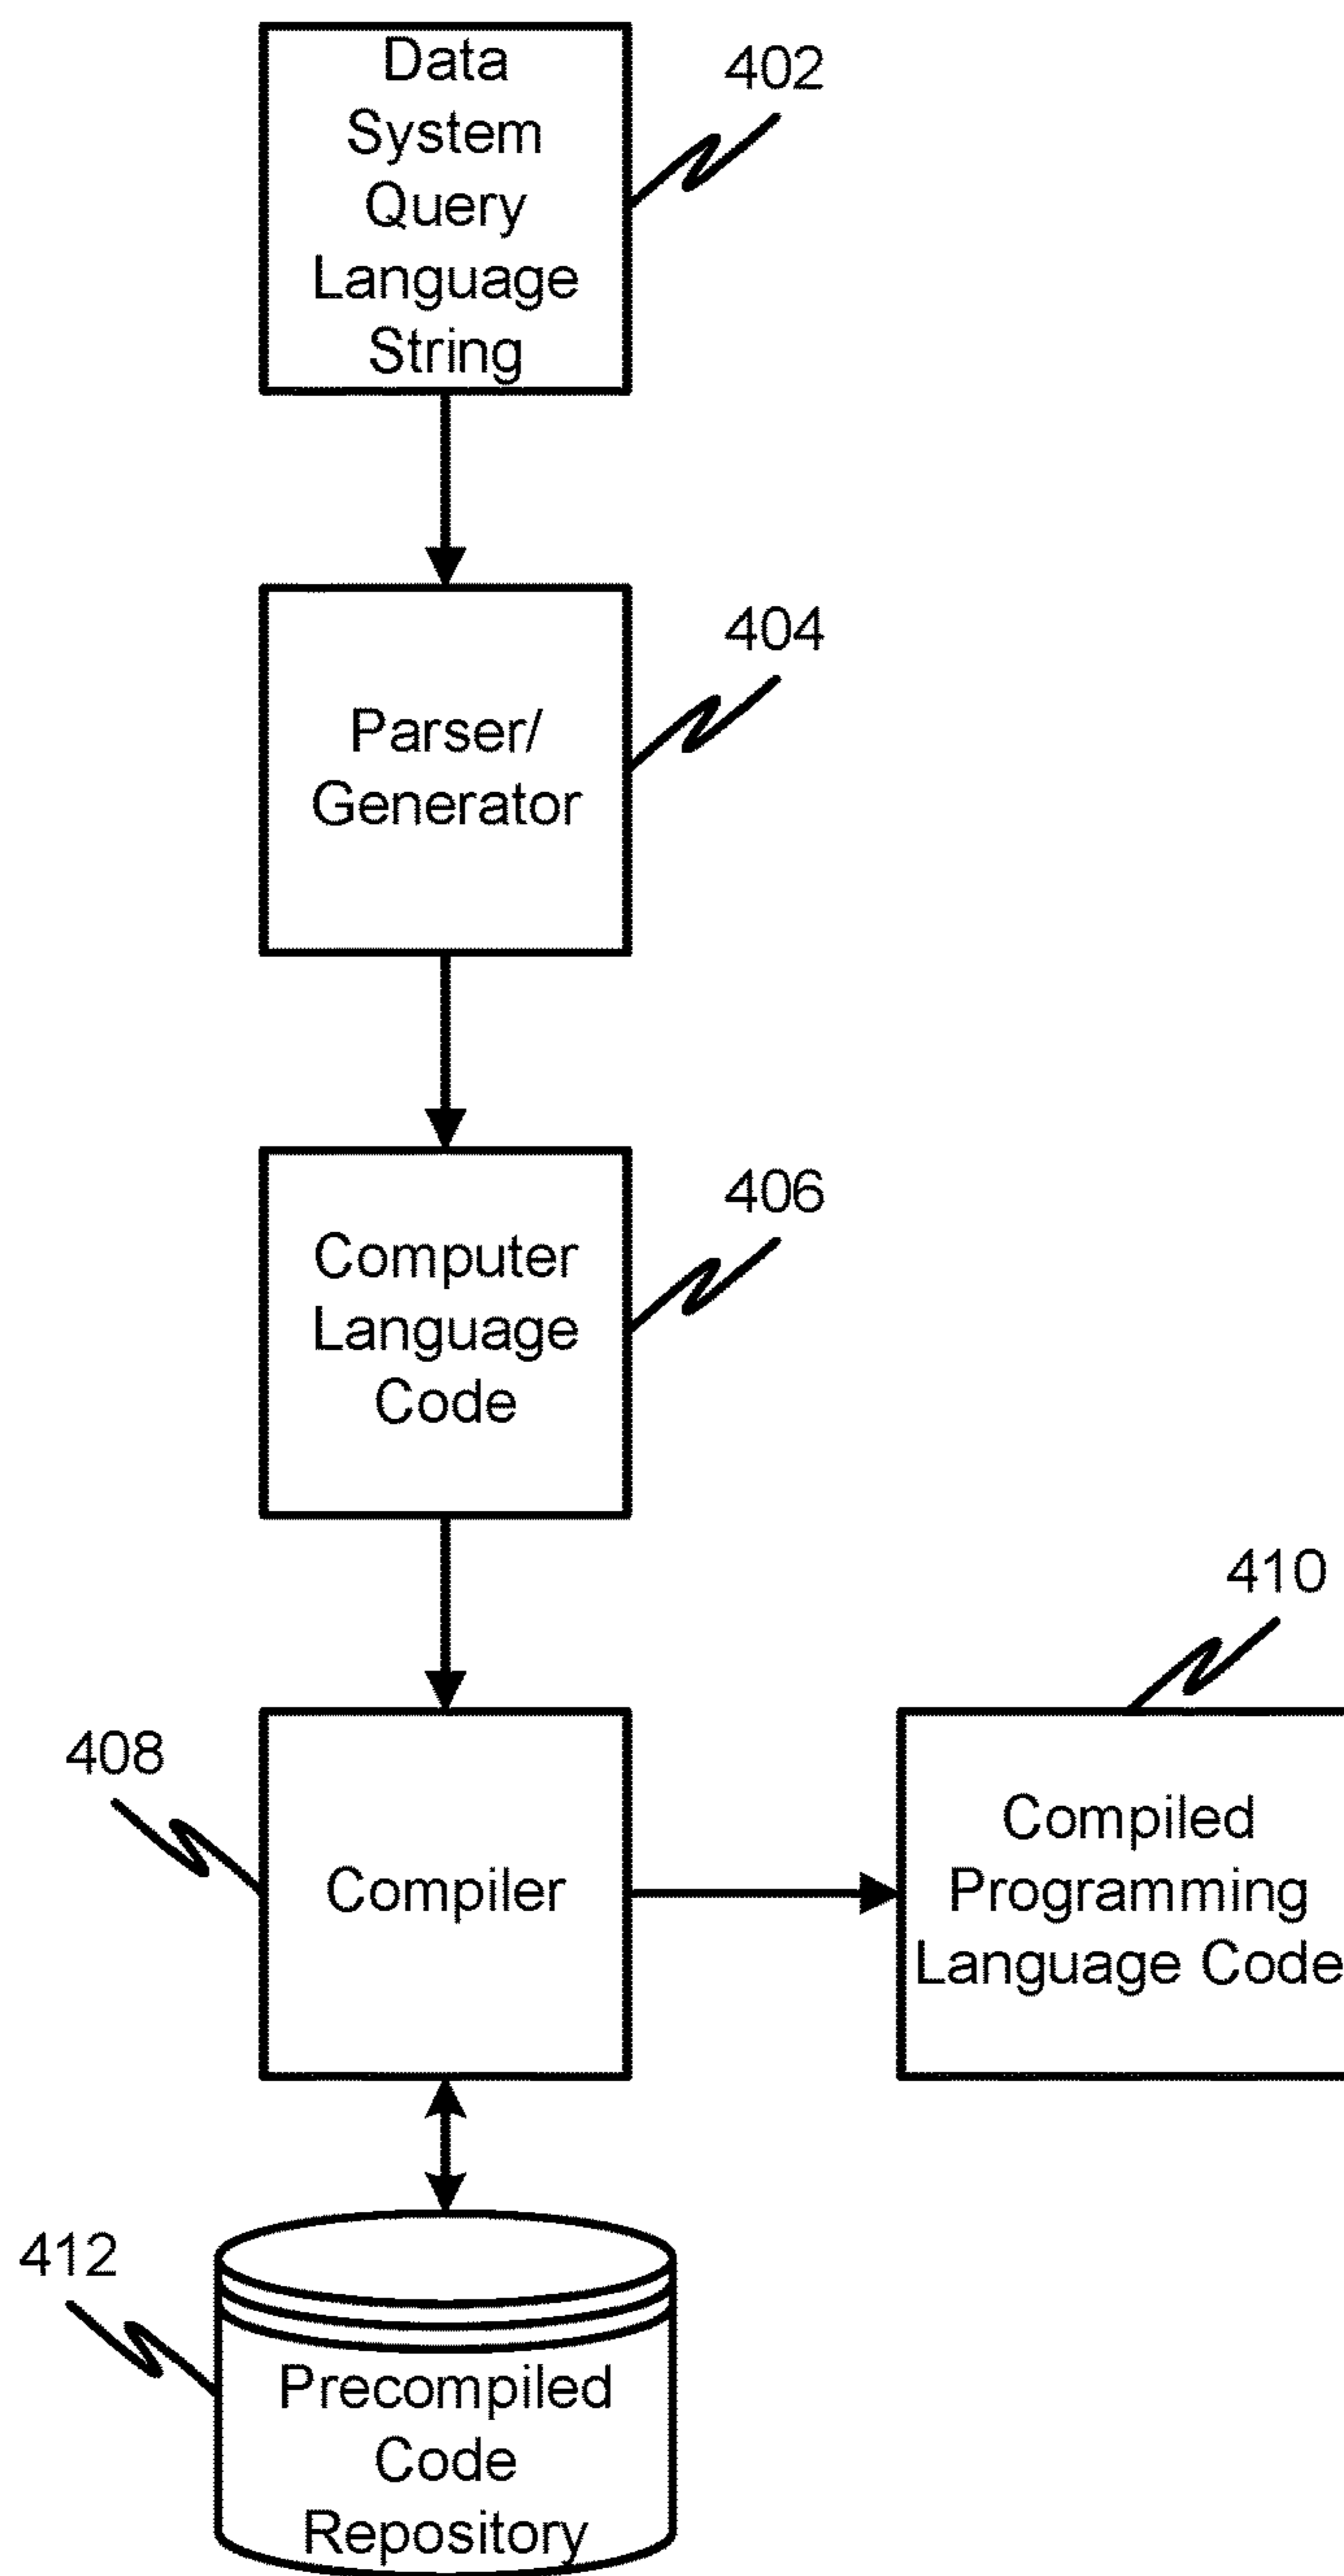 Data
System
Query
Language
String
402
Parser/
Generator
404
Computer
Language
Code
406
408
Compiler
410
Compiled
Programming
Language Code
412
Precompiled
Code
Repository